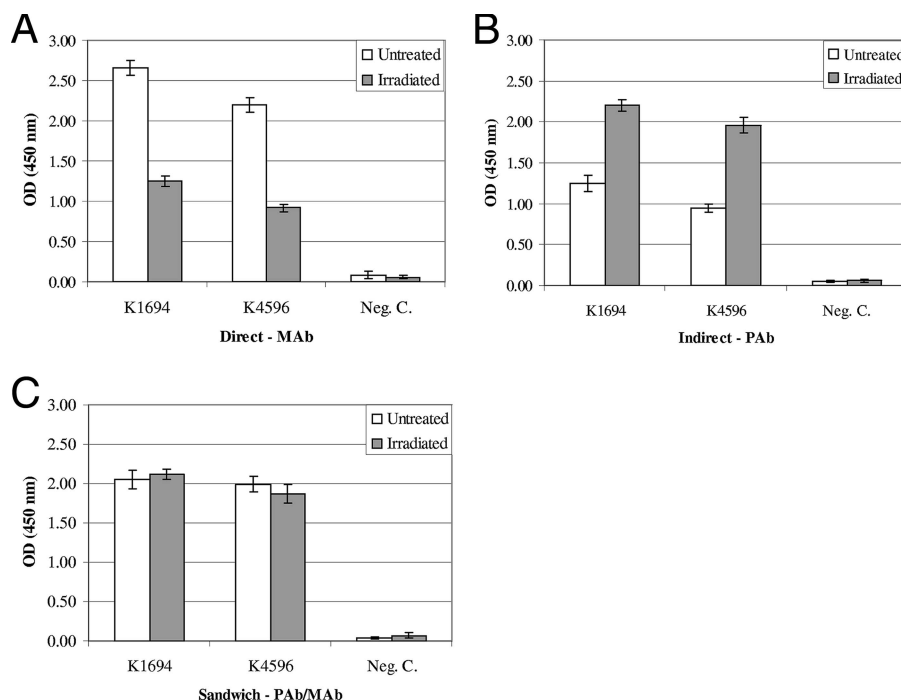 A
3.00
2.50
2.00
1.50
1.00
0.50
0.00
OD (450 nm)
Untreated
Irradiated
K1694 K4596 Neg. C.
Direct - MAb
B
3.00
2.50
2.00
1.50
1.00
0.50
0.00
OD (450 nm)
Untreated
Irradiated
K1694 K4596 Neg. C.
Indirect - PAb
C
3.00
2.50
2.00
1.50
1.00
0.50
0.00
OD (450 nm)
Untreated
Irradiated
K1694 K4596 Neg. C.
Sandwich - PAb/MAb